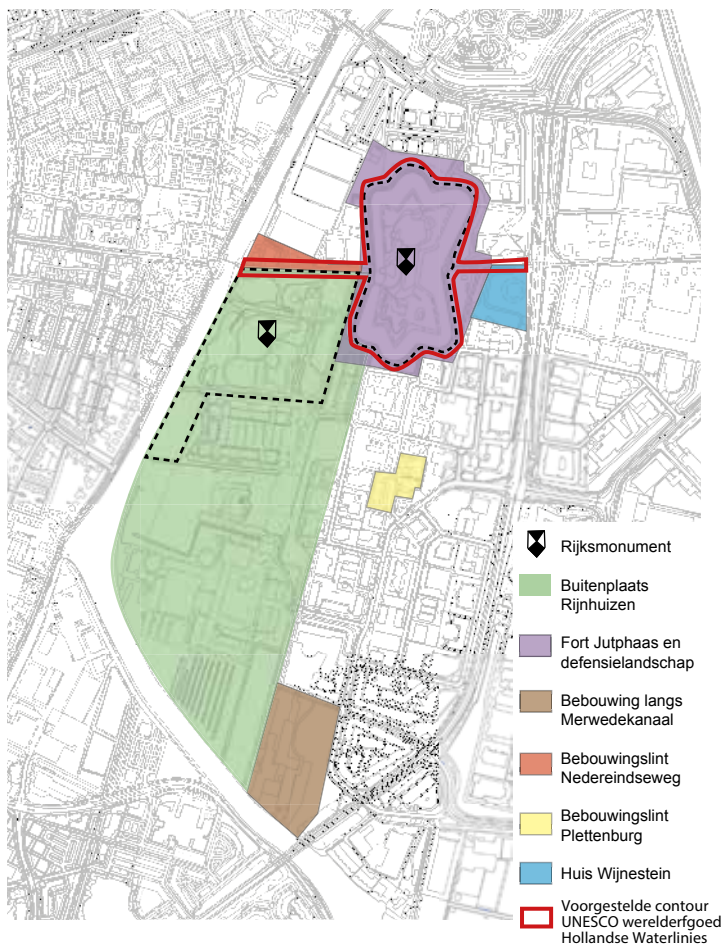 Rijksmonument
Buitenplaats
Rijnhuizen
Fort Jutphaas en
defensielandschap
Bebouwing langs
Merwedekanaal
Bebouwingslint
Nedereindseweg
Bebouwingslint
Plettenburg
Huis Wijnestein
Voorgestelde contour
UNESCO werelderfgoed
Hollandse Waterlinies